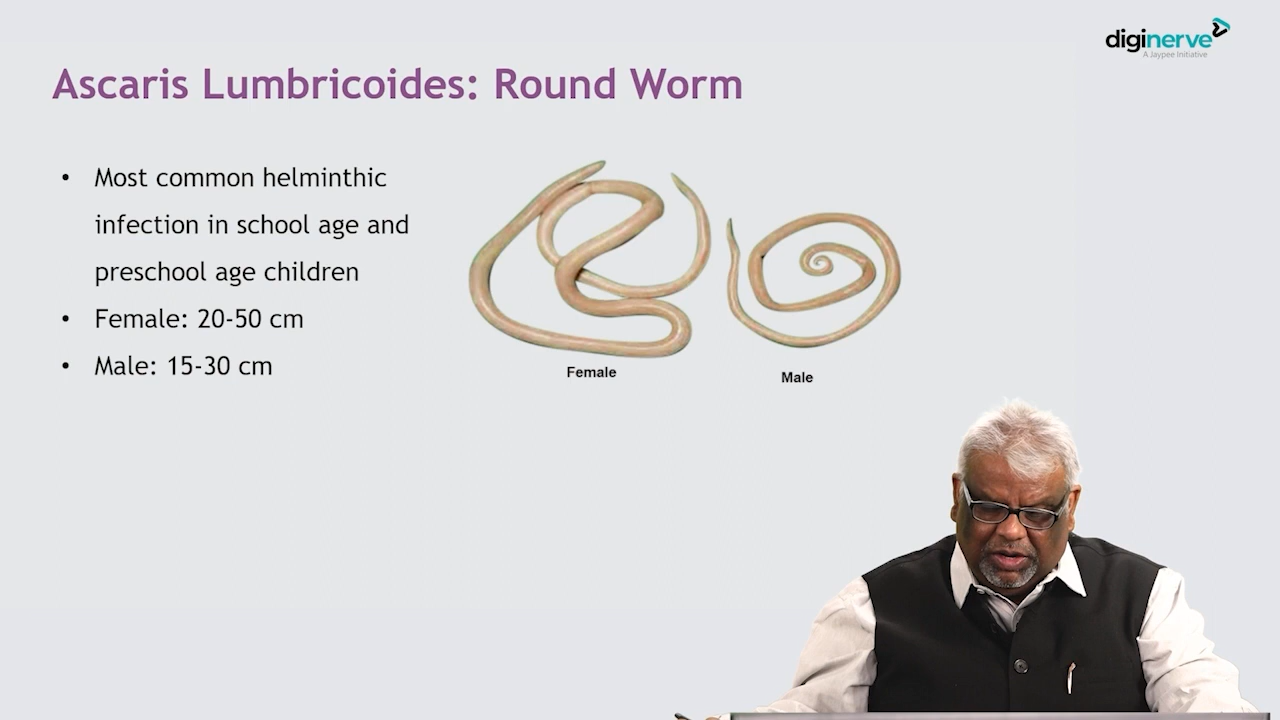 diginerve
A Jaypee Initiative
Ascaris Lumbricoides: Round Worm
• Most common helminthic
infection in school age and
preschool age children
• Female: 20-50 cm
• Male: 15-30 cm
Female
Male